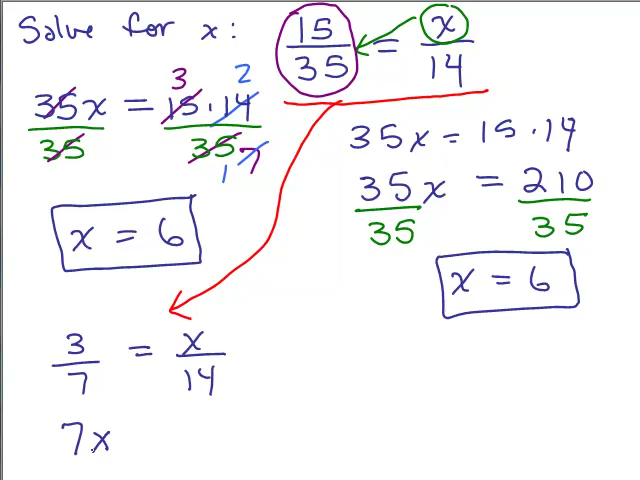 Solve for x: 15/35 = x/14
35x = 15·14
35 35
3 2
7
1
x = 6
35x = 15·14
35x = 210
35 35
x = 6
3/7 = x/14
7x